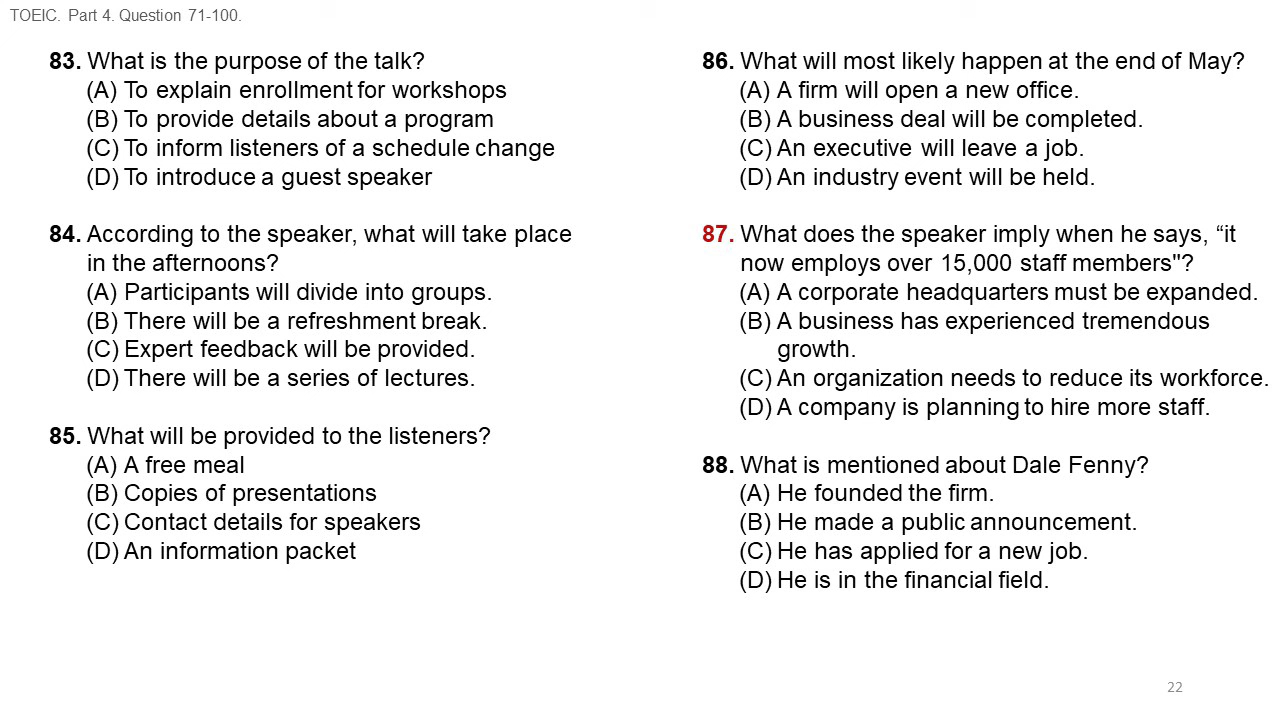 TOEIC. Part 4. Question 71-100.
83. What is the purpose of the talk?
(A) To explain enrollment for workshops
(B) To provide details about a program
(C) To inform listeners of a schedule change
(D) To introduce a guest speaker
84. According to the speaker, what will take place
in the afternoons?
(A) Participants will divide into groups.
(B) There will be a refreshment break.
(C) Expert feedback will be provided.
(D) There will be a series of lectures.
85. What will be provided to the listeners?
(A) A free meal
(B) Copies of presentations
(C) Contact details for speakers
(D) An information packet
86. What will most likely happen at the end of May?
(A) A firm will open a new office.
(B) A business deal will be completed.
(C) An executive will leave a job.
(D) An industry event will be held.
87. What does the speaker imply when he says, “it
now employs over 15,000 staff members"?
(A) A corporate headquarters must be expanded.
(B) A business has experienced tremendous
growth.
(C) An organization needs to reduce its workforce.
(D) A company is planning to hire more staff.
88. What is mentioned about Dale Fenny?
(A) He founded the firm.
(B) He made a public announcement.
(C) He has applied for a new job.
(D) He is in the financial field.
22